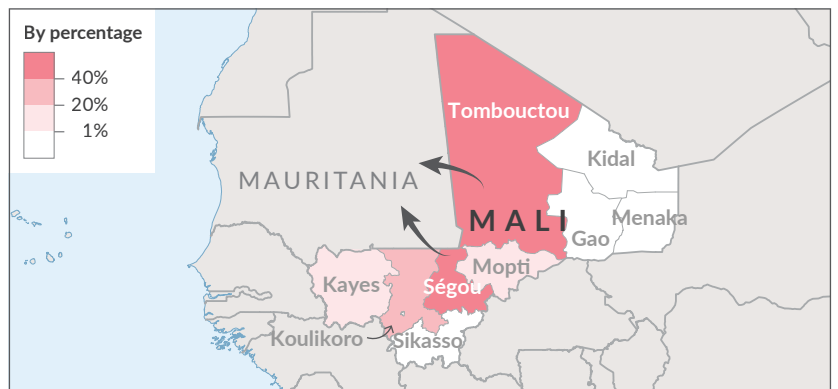 By percentage
40%
20%
1%
Tombouctou
Kidal
MAURITANIA
MALI
Menaka
Gao
Mopti
Kayes
Ségou
Koulikoro
Sikasso